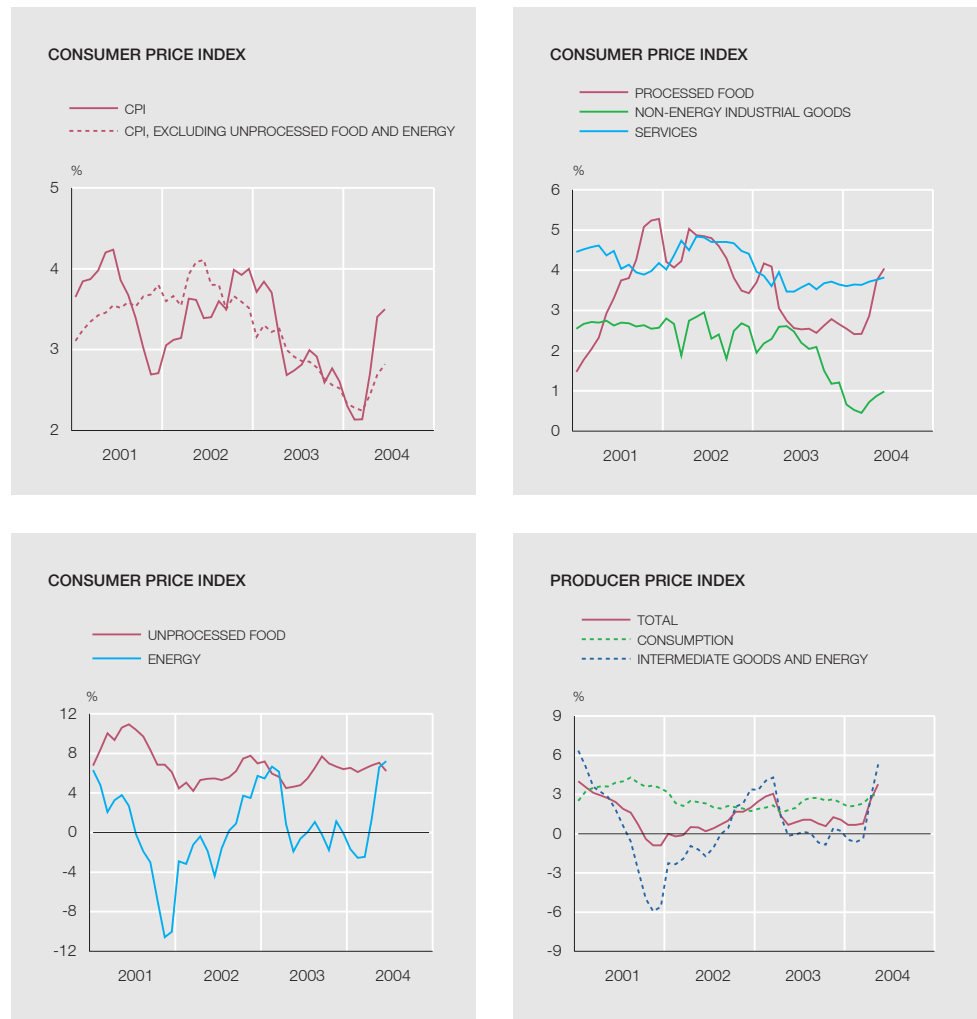 CONSUMER PRICE INDEX
CPI
CPI, EXCLUDING UNPROCESSED FOOD AND ENERGY
%
5
4
3
2
2001 2002 2003 2004
CONSUMER PRICE INDEX
PROCESSED FOOD
NON-ENERGY INDUSTRIAL GOODS
SERVICES
%
6
5
4
3
2
1
0
2001 2002 2003 2004
CONSUMER PRICE INDEX
UNPROCESSED FOOD
ENERGY
%
12
8
4
0
-4
-8
-12
2001 2002 2003 2004
PRODUCER PRICE INDEX
TOTAL
CONSUMPTION
INTERMEDIATE GOODS AND ENERGY
%
9
6
3
0
-3
-6
-9
2001 2002 2003 2004